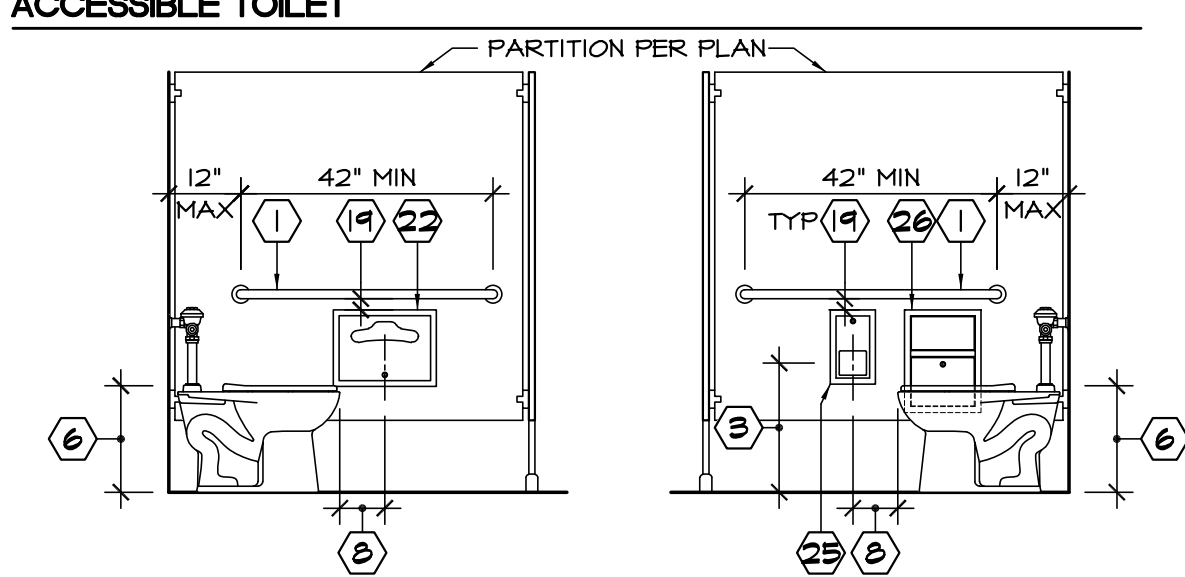 ACCESSIBLE TOILET
PARTITION PER PLAN
12" MAX
42" MIN
1
19
22
6
8
42" MIN
12" MAX
TYP
19
26
1
3
6
25
8